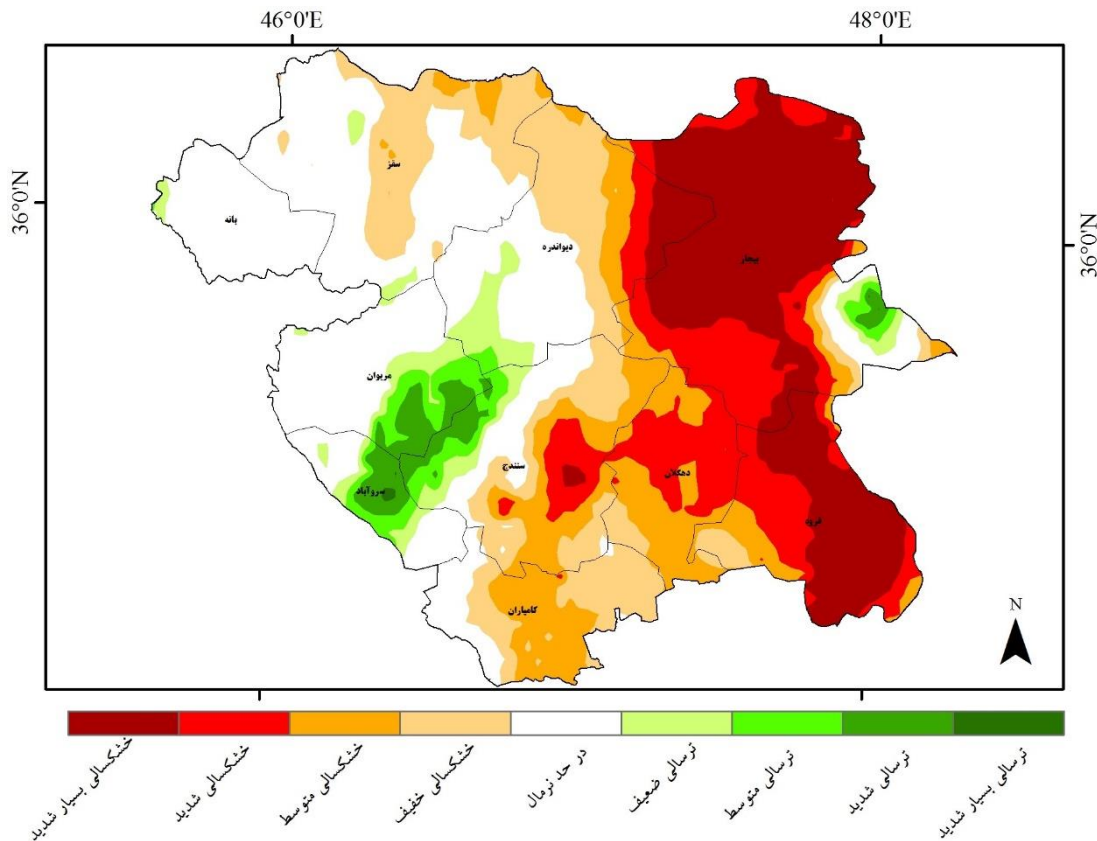 46°0'E
48°0'E
36°0'N
36°0'N
سقز
بانه
دیواندره
بیجار
مریوان
سنندج
دهگلان
سروآباد
قروه
کامیاران
N
خشکسالی بسیار شدید
خشکسالی شدید
خشکسالی متوسط
خشکسالی خفیف
در حد نرمال
ترسالی ضعیف
ترسالی متوسط
ترسالی شدید
ترسالی بسیار شدید